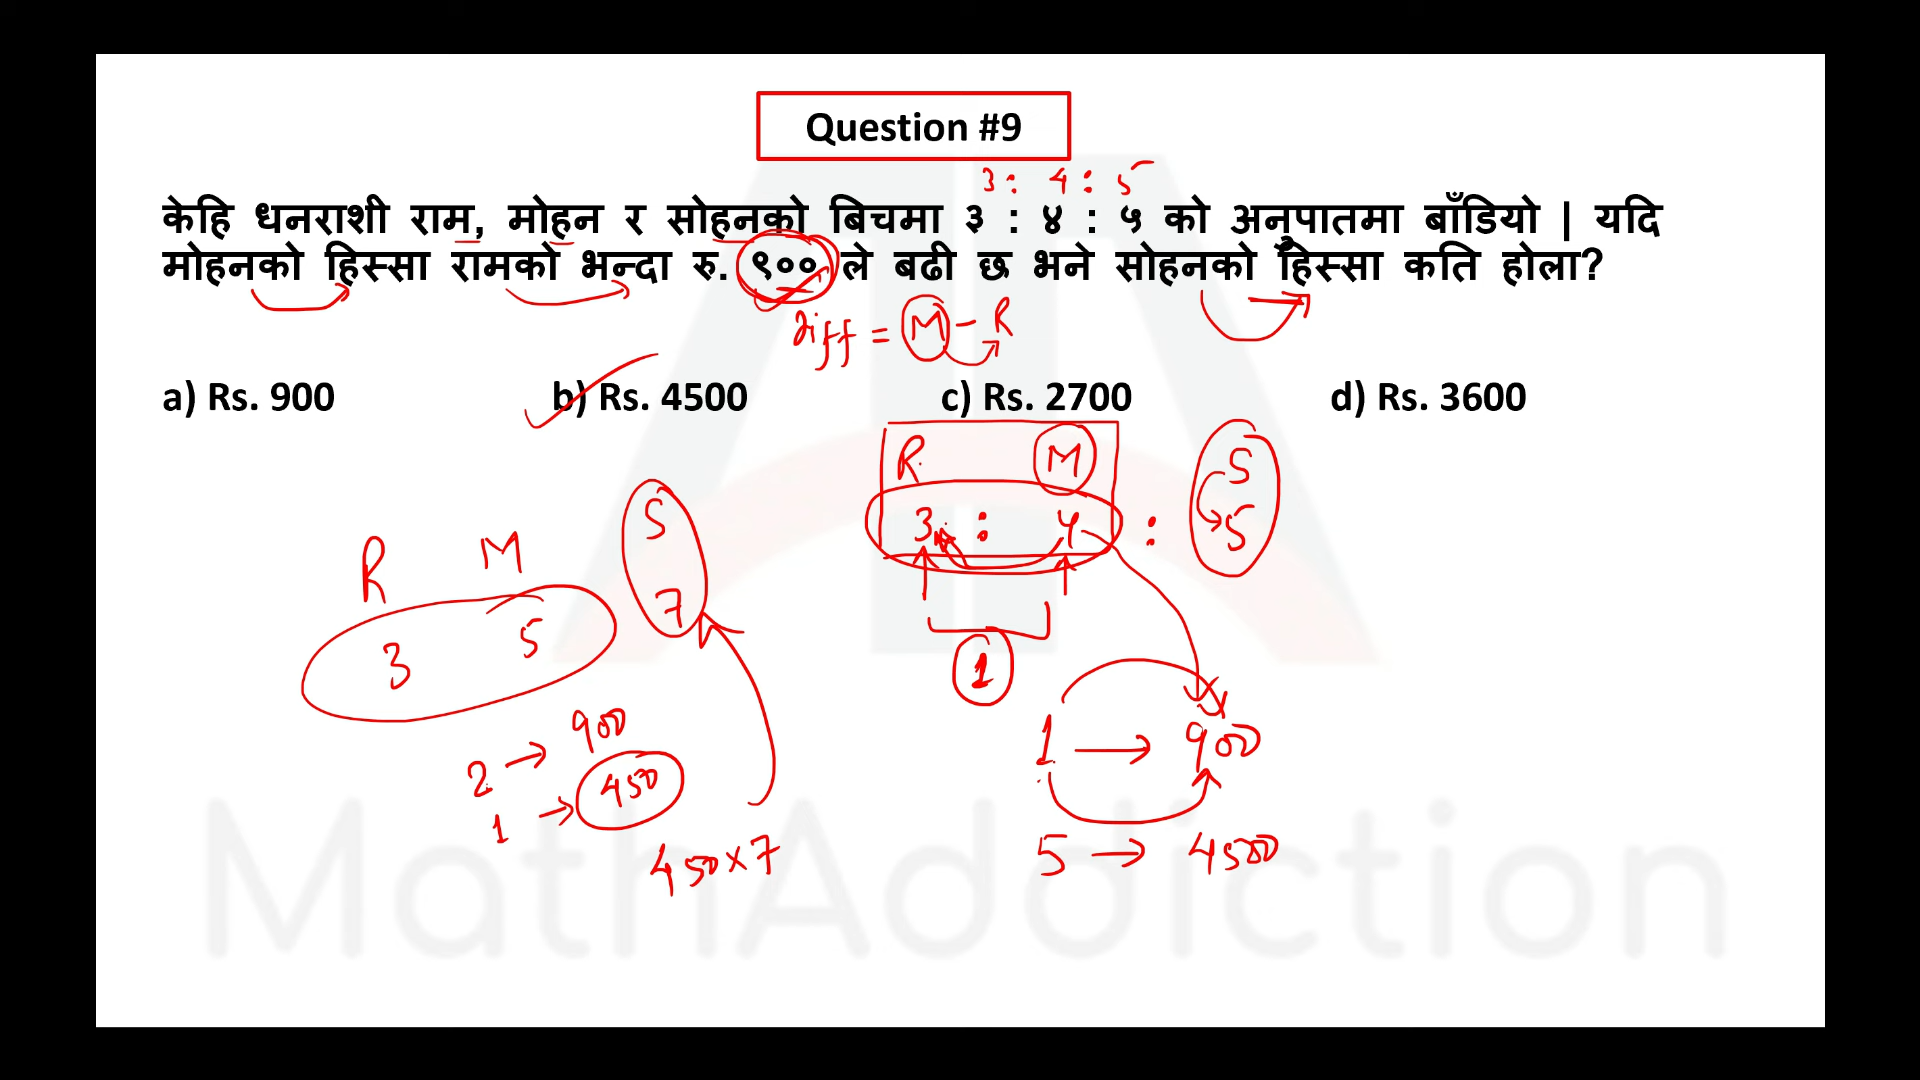 Question #9
3 : 4 : 5
केहि धनराशी राम, मोहन र सोहनको बिचमा ३ : ४ : ५ को अनुपातमा बाँडियो | यदि
मोहनको हिस्सा रामको भन्दा रु. ९०० ले बढी छ भने सोहनको हिस्सा कति होला?
diff = M - R
a) Rs. 900 b) Rs. 4500 c) Rs. 2700 d) Rs. 3600
R M S
3 : 4 : 5
1
1 → 900
5 → 4500
R M S
3 5 7
2 → 900
1 → 450
450 × 7
MathAddiction